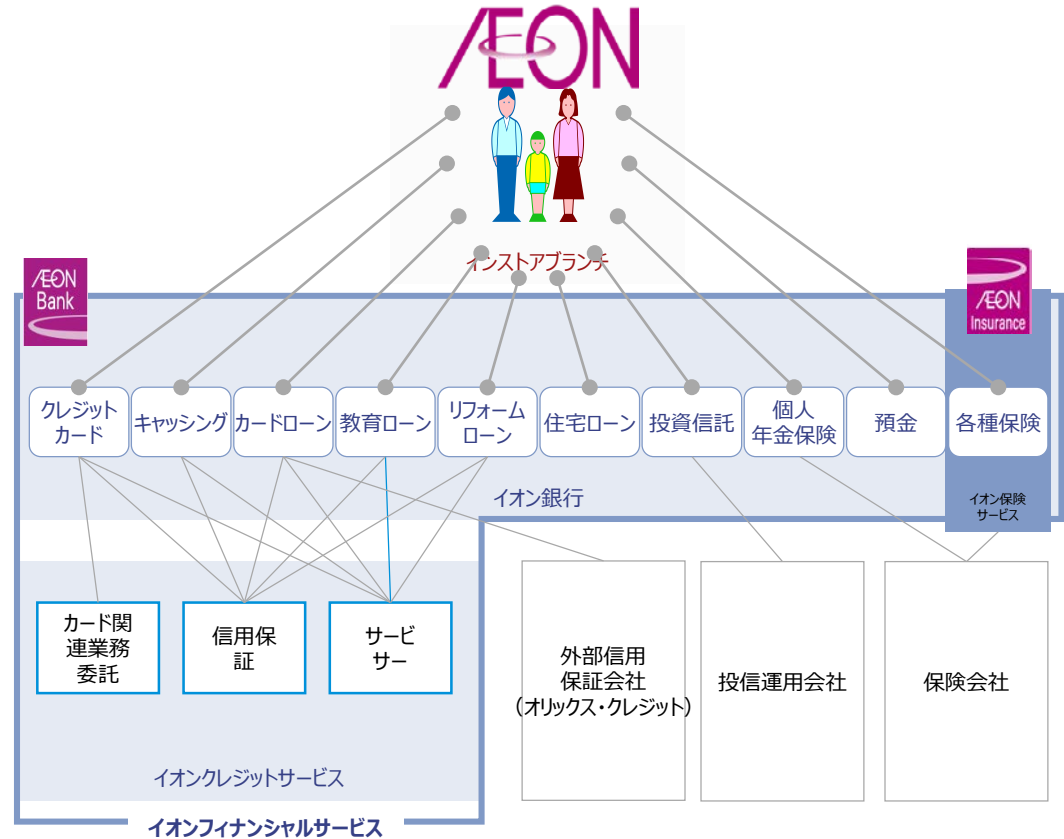 ÆON
インストアブランチ
ÆON
Bank
ÆON
Insurance
クレジット
カード
キャッシング
カードローン
教育ローン
リフォーム
ローン
住宅ローン
投資信託
個人
年金保険
預金
各種保険
イオン銀行
イオン保険
サービス
カード関
連業務
委託
信用保
証
サービ
サー
外部信用
保証会社
(オリックス・クレジット)
投信運用会社
保険会社
イオンクレジットサービス
イオンフィナンシャルサービス